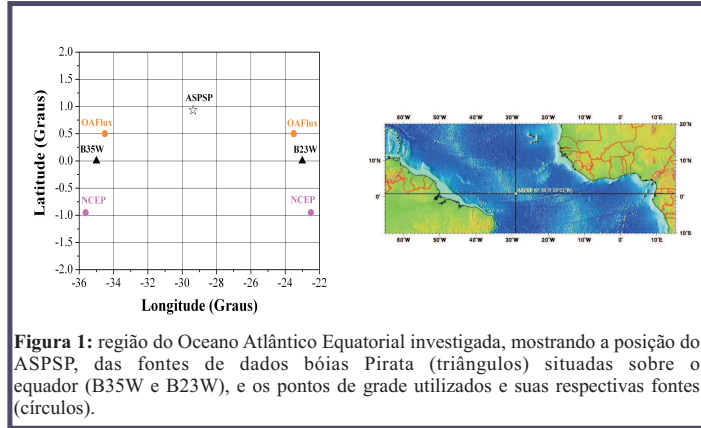 2.0
1.5
1.0
0.5
0.0
-0.5
-1.0
-1.5
-2.0
Latitude (Graus)
ASPSP
OAFlux
OAFlux
B35W
B23W
NCEP
NCEP
-36
-34
-32
-30
-28
-26
-24
-22
Longitude (Graus)
60°W 50°W 40°W 30°W 20°W 10°W 0° 10°E
20°N
20°N
10°N
10°N
0°
0°
10°S
60°W 50°W 40°W 30°W 20°W 10°W 0° 10°E
Figura 1: região do Oceano Atlântico Equatorial investigada, mostrando a posição do
ASPSP, das fontes de dados bóias Pirata (triângulos) situadas sobre o
equador (B35W e B23W), e os pontos de grade utilizados e suas respectivas fontes
(círculos).